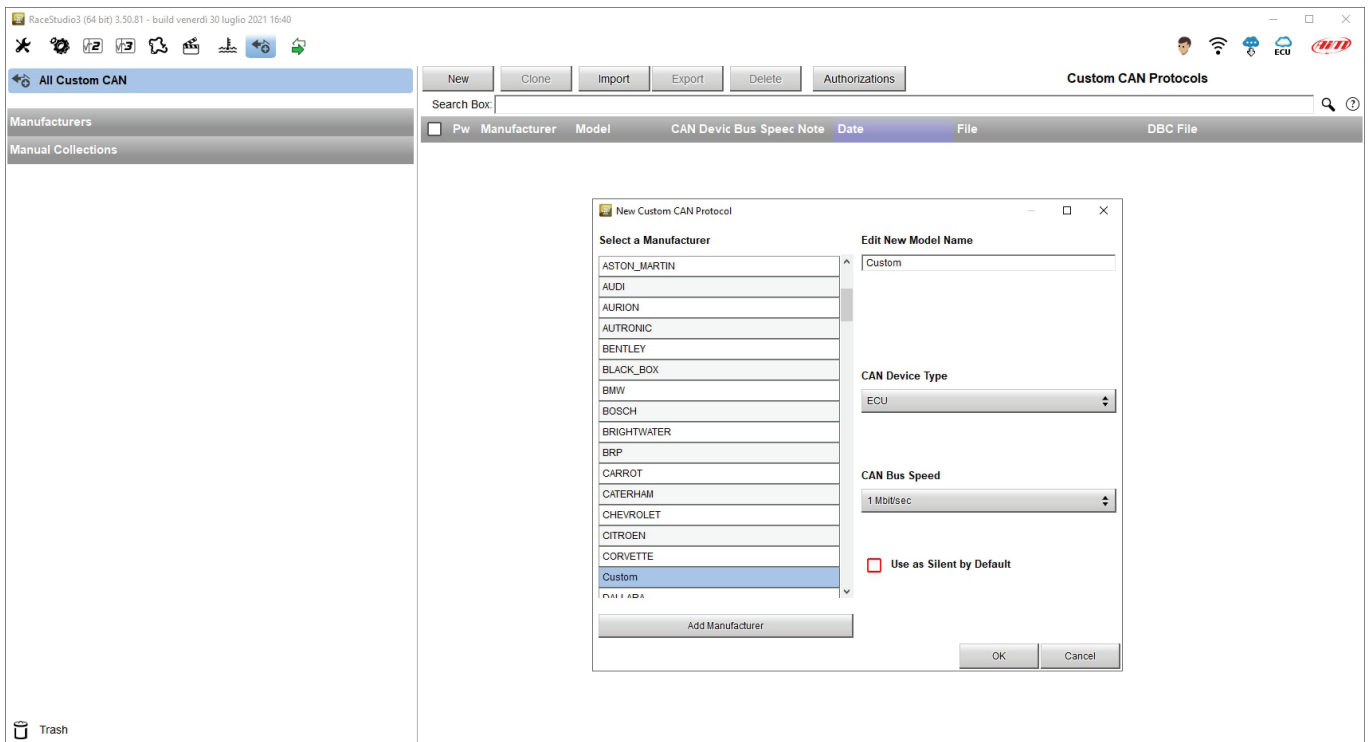 RaceStudio3 (64 bit) 3.50.81 - build venerdì 30 luglio 2021 16:40
ECU
AiM
All Custom CAN
New Clone Import Export Delete Authorizations Custom CAN Protocols
Search Box:
Manufacturers
Pw Manufacturer Model CAN Devic Bus Speec Note Date File DBC File
Manual Collections
New Custom CAN Protocol
Select a Manufacturer
Edit New Model Name
ASTON_MARTIN
Custom
AUDI
AURION
AUTRONIC
BENTLEY
BLACK_BOX
CAN Device Type
BMW
ECU
BOSCH
BRIGHTWATER
BRP
CARROT
CAN Bus Speed
CATERHAM
1 Mbit/sec
CHEVROLET
CITROEN
CORVETTE
Use as Silent by Default
Custom
DALLARA
Add Manufacturer
OK Cancel
Trash